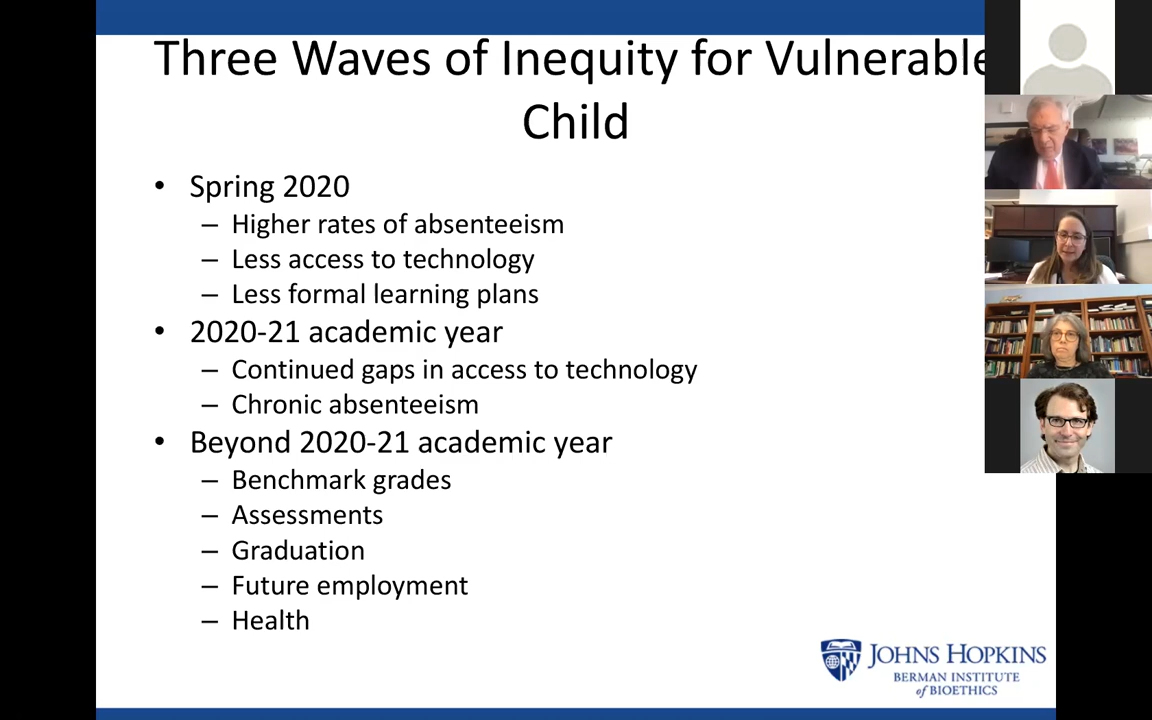 Three Waves of Inequity for Vulnerable
Child
• Spring 2020
– Higher rates of absenteeism
– Less access to technology
– Less formal learning plans
• 2020-21 academic year
– Continued gaps in access to technology
– Chronic absenteeism
• Beyond 2020-21 academic year
– Benchmark grades
– Assessments
– Graduation
– Future employment
– Health
JOHNS HOPKINS
BERMAN INSTITUTE
of BIOETHICS